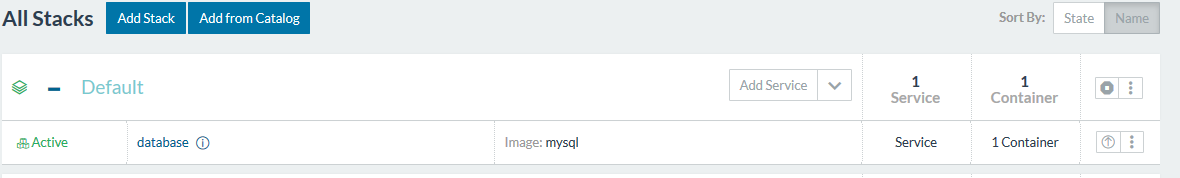 All Stacks Add Stack Add from Catalog Sort By: State Name
Default Add Service 1 Service 1 Container
Active database Image: mysql Service 1 Container